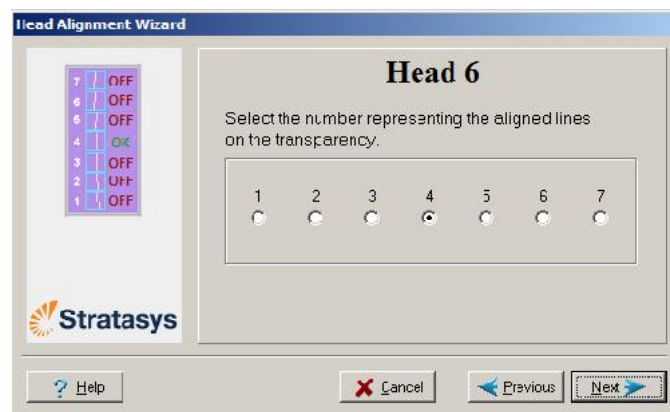 Head Alignment Wizard
7 OFF
6 OFF
5 OFF
4 OK
3 OFF
2 OFF
1 OFF
Stratasys
Head 6
Select the number representing the aligned lines
on the transparency.
1 2 3 4 5 6 7
? Help
Cancel
Previous
Next